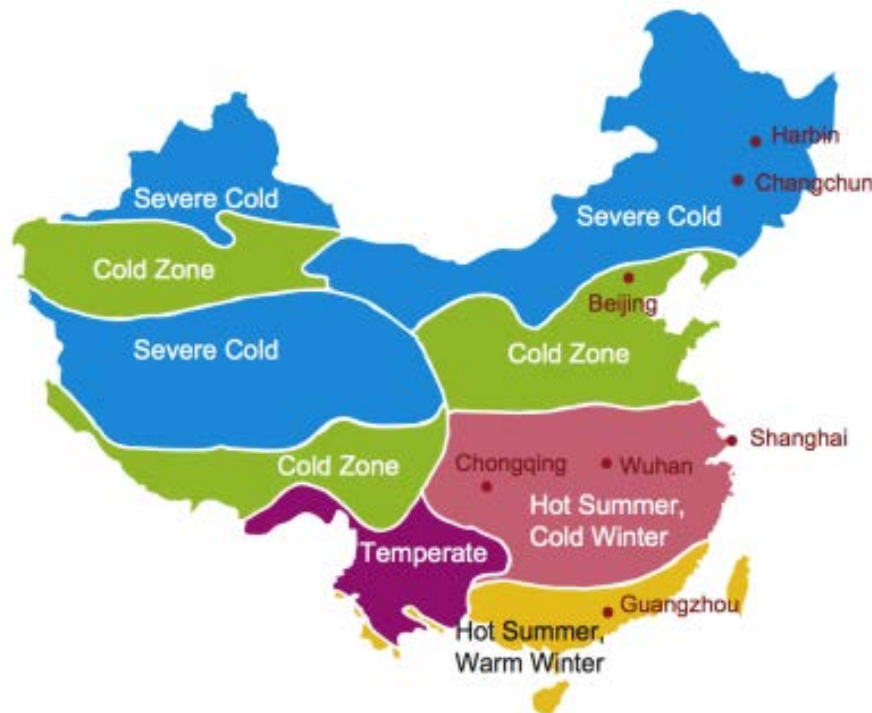 Harbin
Changchun
Severe Cold
Severe Cold
Cold Zone
Beijing
Severe Cold
Cold Zone
Shanghai
Cold Zone
Chongqing
Wuhan
Hot Summer,
Cold Winter
Temperate
Guangzhou
Hot Summer,
Warm Winter